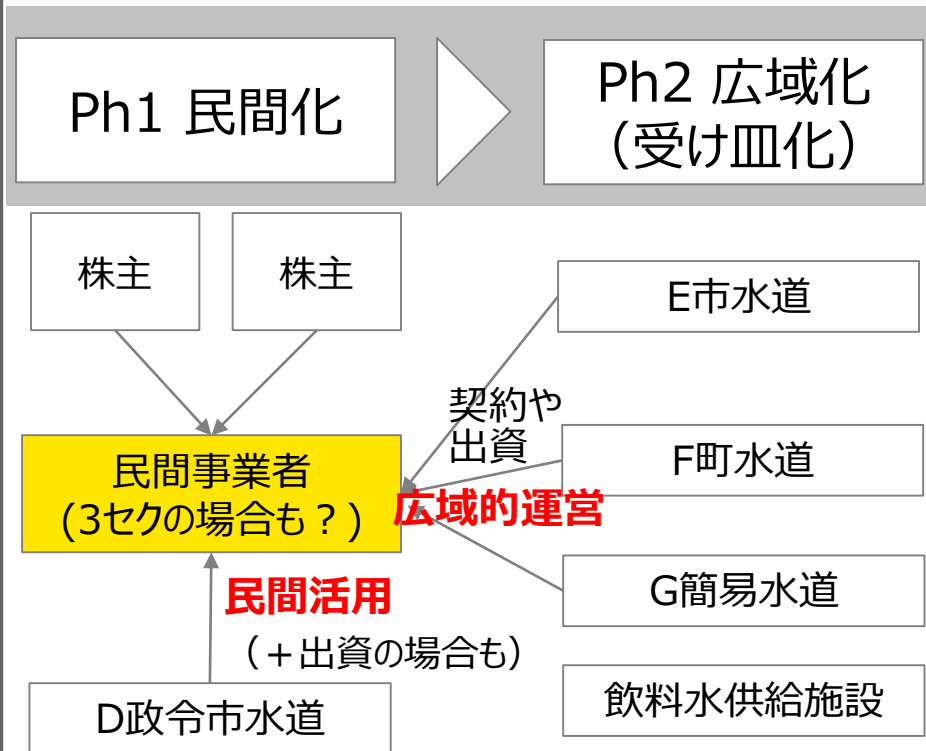 Ph1 民間化
Ph2 広域化
（受け皿化）
株主
株主
E市水道
契約や
出資
F町水道
民間事業者
(3セクの場合も？)
広域的運営
民間活用
（＋出資の場合も）
G簡易水道
D政令市水道
飲料水供給施設